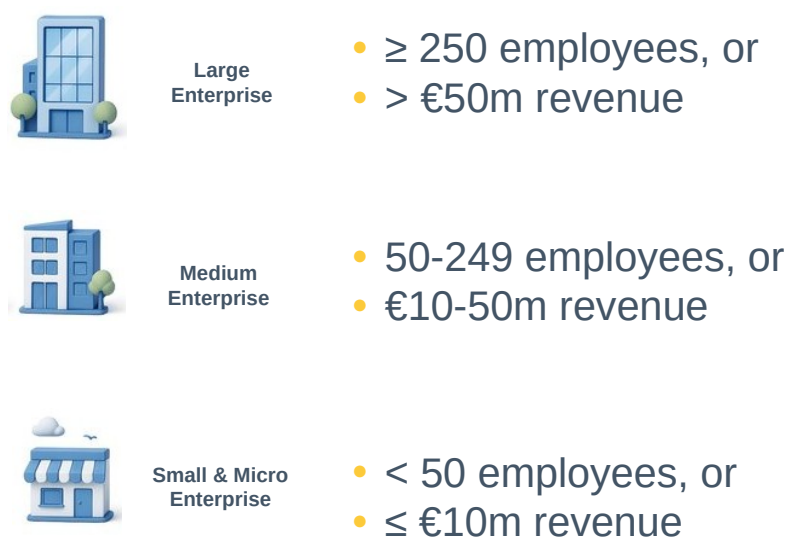 Large
Enterprise
• ≥ 250 employees, or
• > €50m revenue
Medium
Enterprise
• 50-249 employees, or
• €10-50m revenue
Small & Micro
Enterprise
• < 50 employees, or
• ≤ €10m revenue